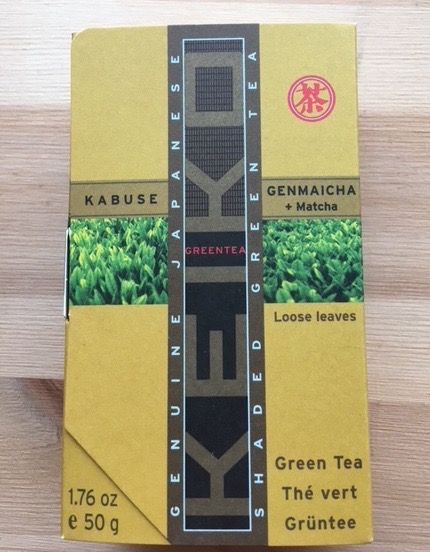 茶
KABUSE
GENMAICHA
+ Matcha
GENUINE JAPANESE
KEIKO
GREENTEA
SHADED GREEN TEA
Loose leaves
1.76 oz
e 50 g
Green Tea
Thé vert
Grüntee